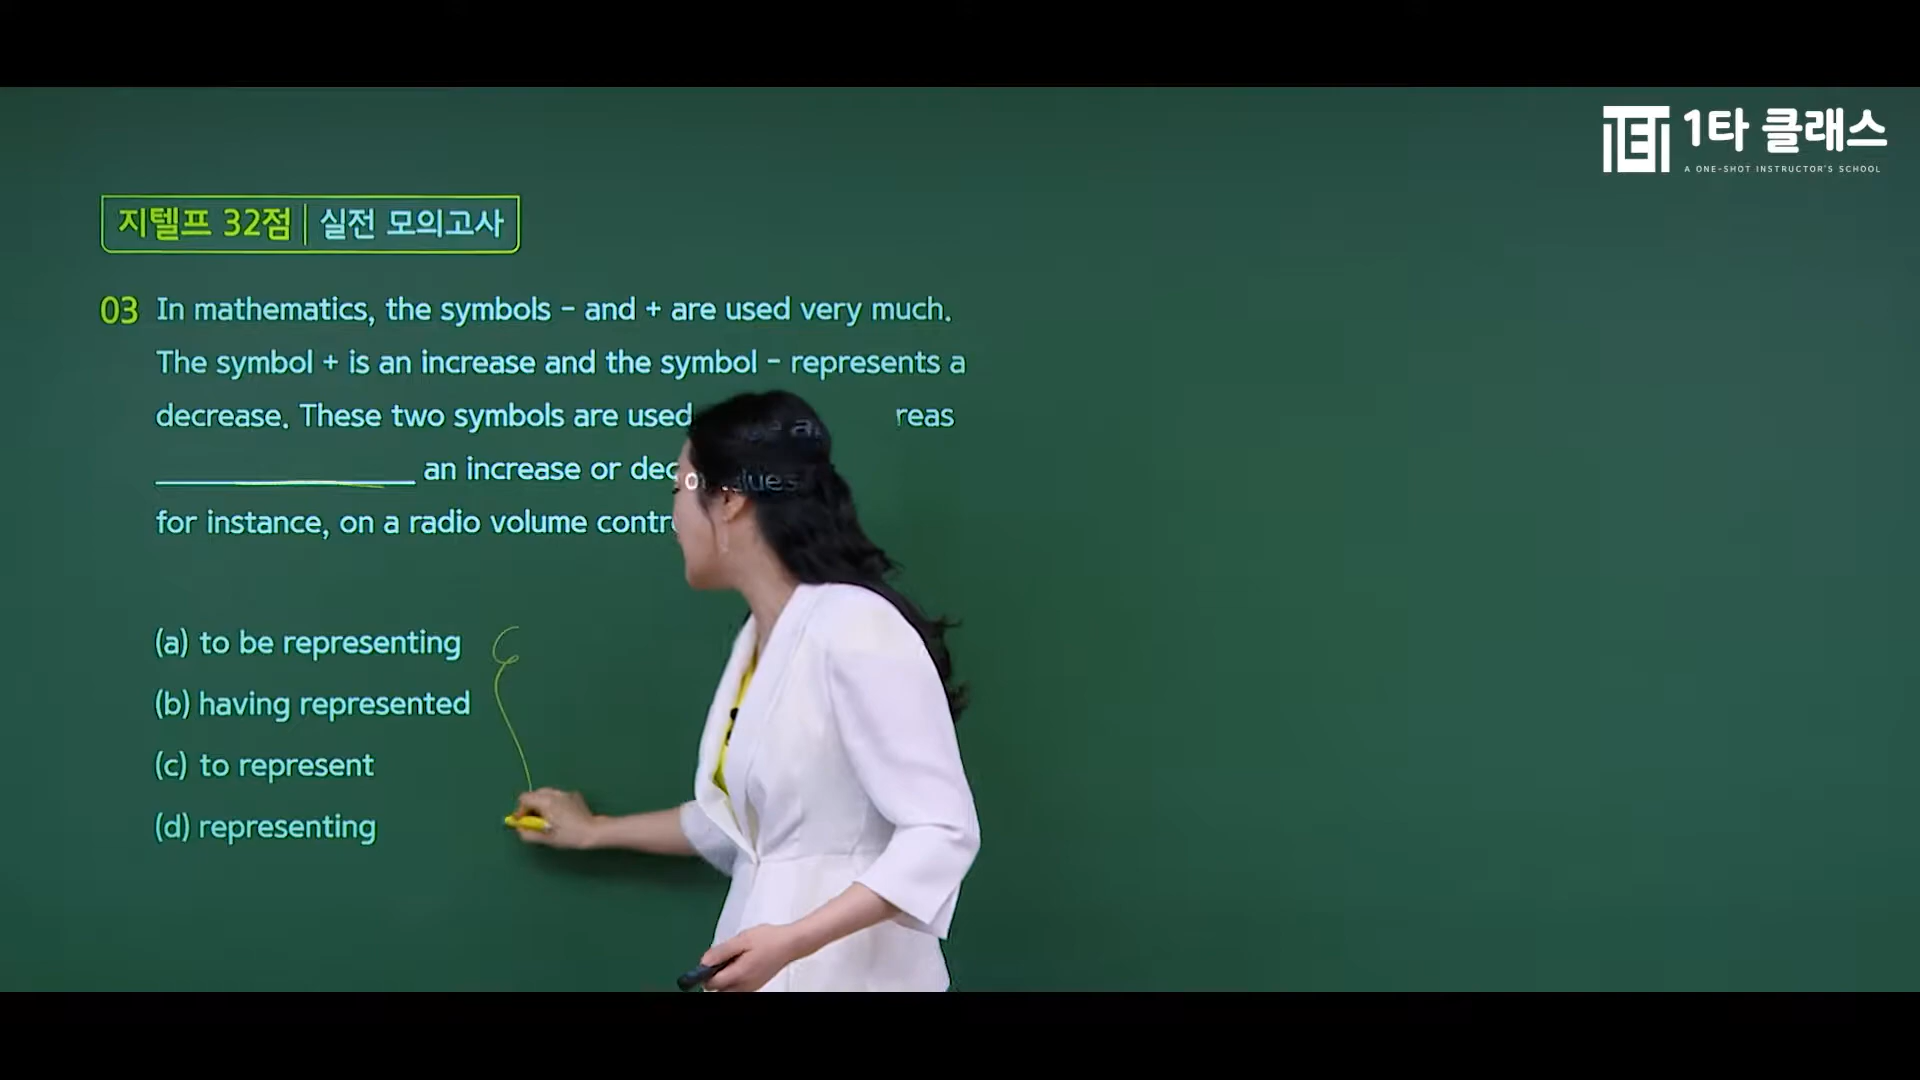 1타 클래스
A ONE-SHOT INSTRUCTOR'S SCHOOL
지텔프 32점 | 실전 모의고사
03 In mathematics, the symbols - and + are used very much.
The symbol + is an increase and the symbol - represents a
decrease. These two symbols are used reas
an increase or dec
for instance, on a radio volume contr
(a) to be representing
(b) having represented
(c) to represent
(d) representing